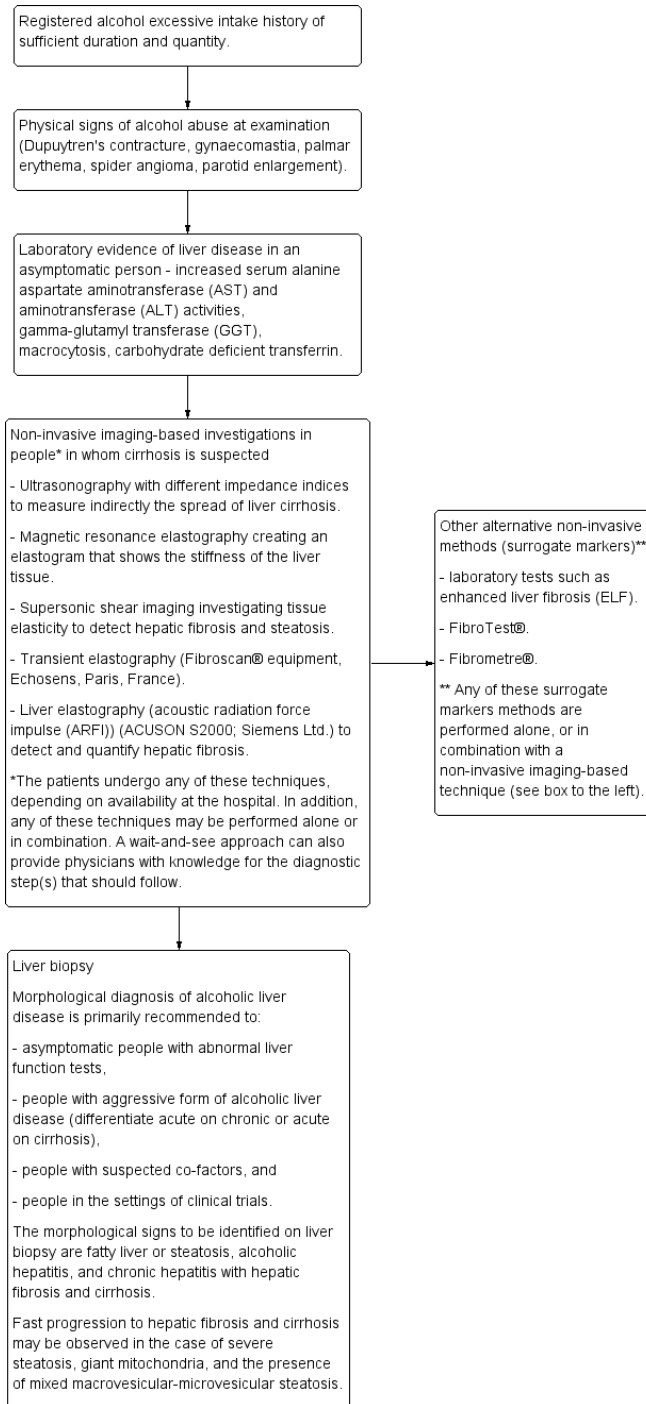 Registered alcohol excessive intake history of
sufficient duration and quantity.
Physical signs of alcohol abuse at examination
(Dupuytren's contracture, gynaecomastia, palmar
erythema, spider angioma, parotid enlargement).
Laboratory evidence of liver disease in an
asymptomatic person - increased serum alanine
aspartate aminotransferase (AST) and
aminotransferase (ALT) activities,
gamma-glutamyl transferase (GGT),
macrocytosis, carbohydrate deficient transferrin.
Non-invasive imaging-based investigations in
people* in whom cirrhosis is suspected
- Ultrasonography with different impedance indices
to measure indirectly the spread of liver cirrhosis.
- Magnetic resonance elastography creating an
elastogram that shows the stiffness of the liver
tissue.
- Supersonic shear imaging investigating tissue
elasticity to detect hepatic fibrosis and steatosis.
- Transient elastography (Fibroscan® equipment,
Echosens, Paris, France).
- Liver elastography (acoustic radiation force
impulse (ARFI)) (ACUSON S2000; Siemens Ltd.) to
detect and quantify hepatic fibrosis.
*The patients undergo any of these techniques,
depending on availability at the hospital. In addition,
any of these techniques may be performed alone or
in combination. A wait-and-see approach can also
provide physicians with knowledge for the diagnostic
step(s) that should follow.
Other alternative non-invasive
methods (surrogate markers)**
- laboratory tests such as
enhanced liver fibrosis (ELF).
- FibroTest®.
- Fibrometre®.
** Any of these surrogate
markers methods are
performed alone, or in
combination with a
non-invasive imaging-based
technique (see box to the left).
Liver biopsy
Morphological diagnosis of alcoholic liver
disease is primarily recommended to:
- asymptomatic people with abnormal liver
function tests,
- people with aggressive form of alcoholic liver
disease (differentiate acute on chronic or acute
on cirrhosis),
- people with suspected co-factors, and
- people in the settings of clinical trials.
The morphological signs to be identified on liver
biopsy are fatty liver or steatosis, alcoholic
hepatitis, and chronic hepatitis with hepatic
fibrosis and cirrhosis.
Fast progression to hepatic fibrosis and cirrhosis
may be observed in the case of severe
steatosis, giant mitochondria, and the presence
of mixed macrovesicular-microvesicular steatosis.